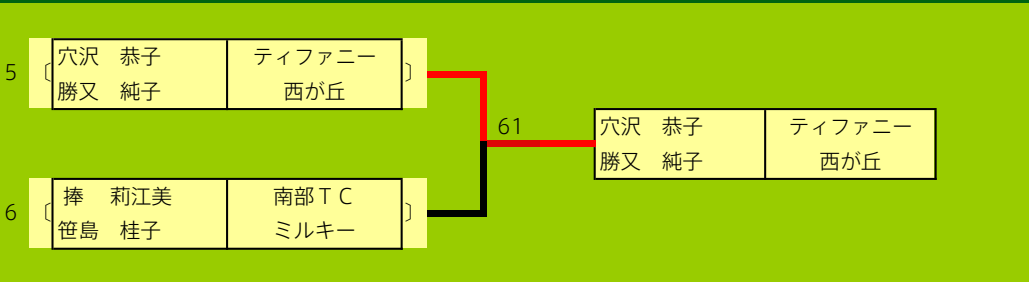 5 〔 穴沢 恭子 ティファニー 〕
勝又 純子 西が丘
61
穴沢 恭子 ティファニー
勝又 純子 西が丘
6 〔 捧 莉江美 南部ＴＣ 〕
笹島 桂子 ミルキー